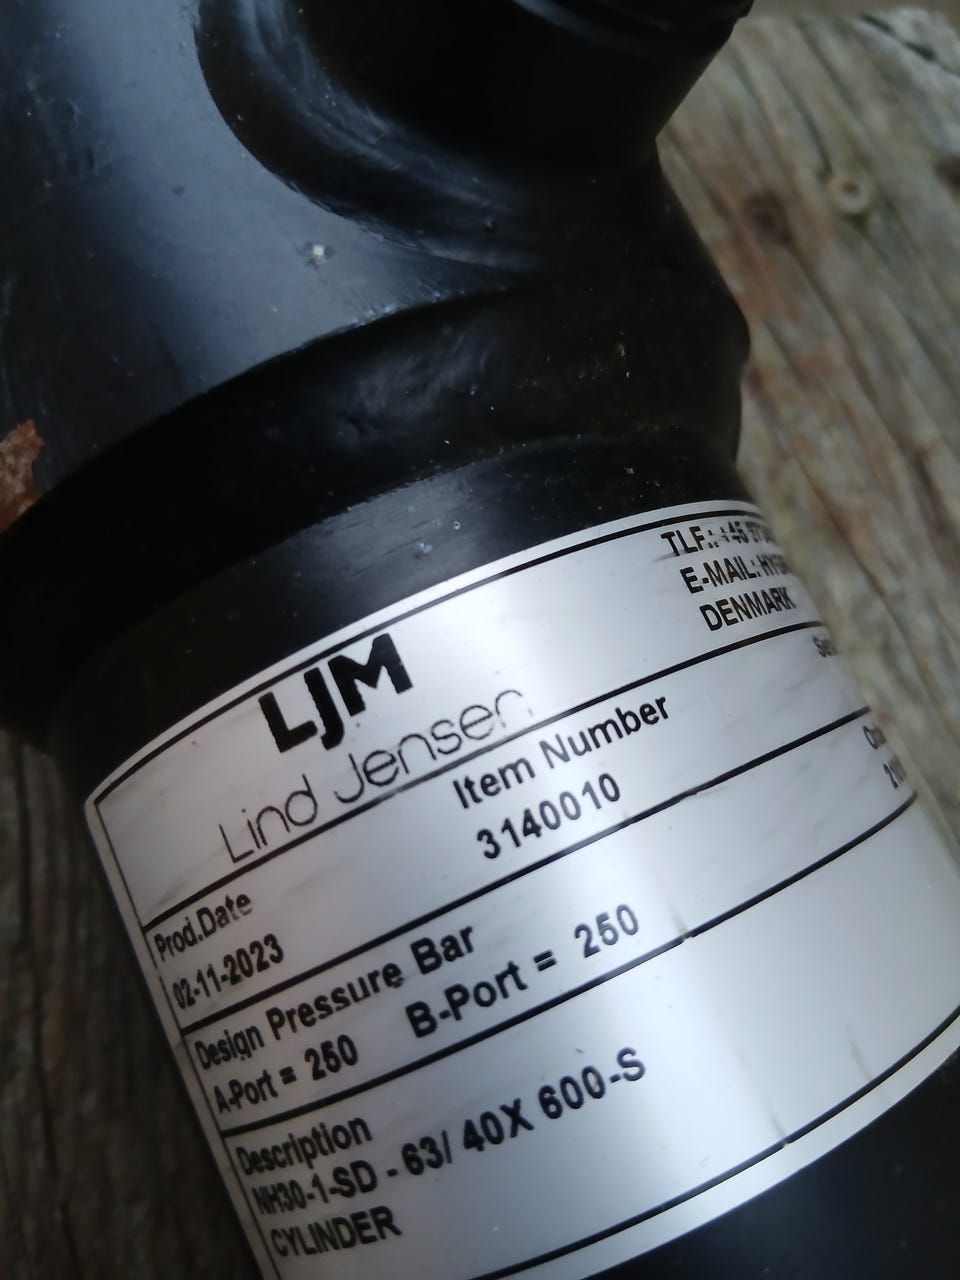 LJM
Lind Jensen
TLF.: +45
E-MAIL:
DENMARK
Prod.Date
02-11-2023
Item Number
3140010
Design Pressure Bar
A-Port = 250 B-Port = 250
Description
NH30-1-SD - 63/ 40X 600-S
CYLINDER